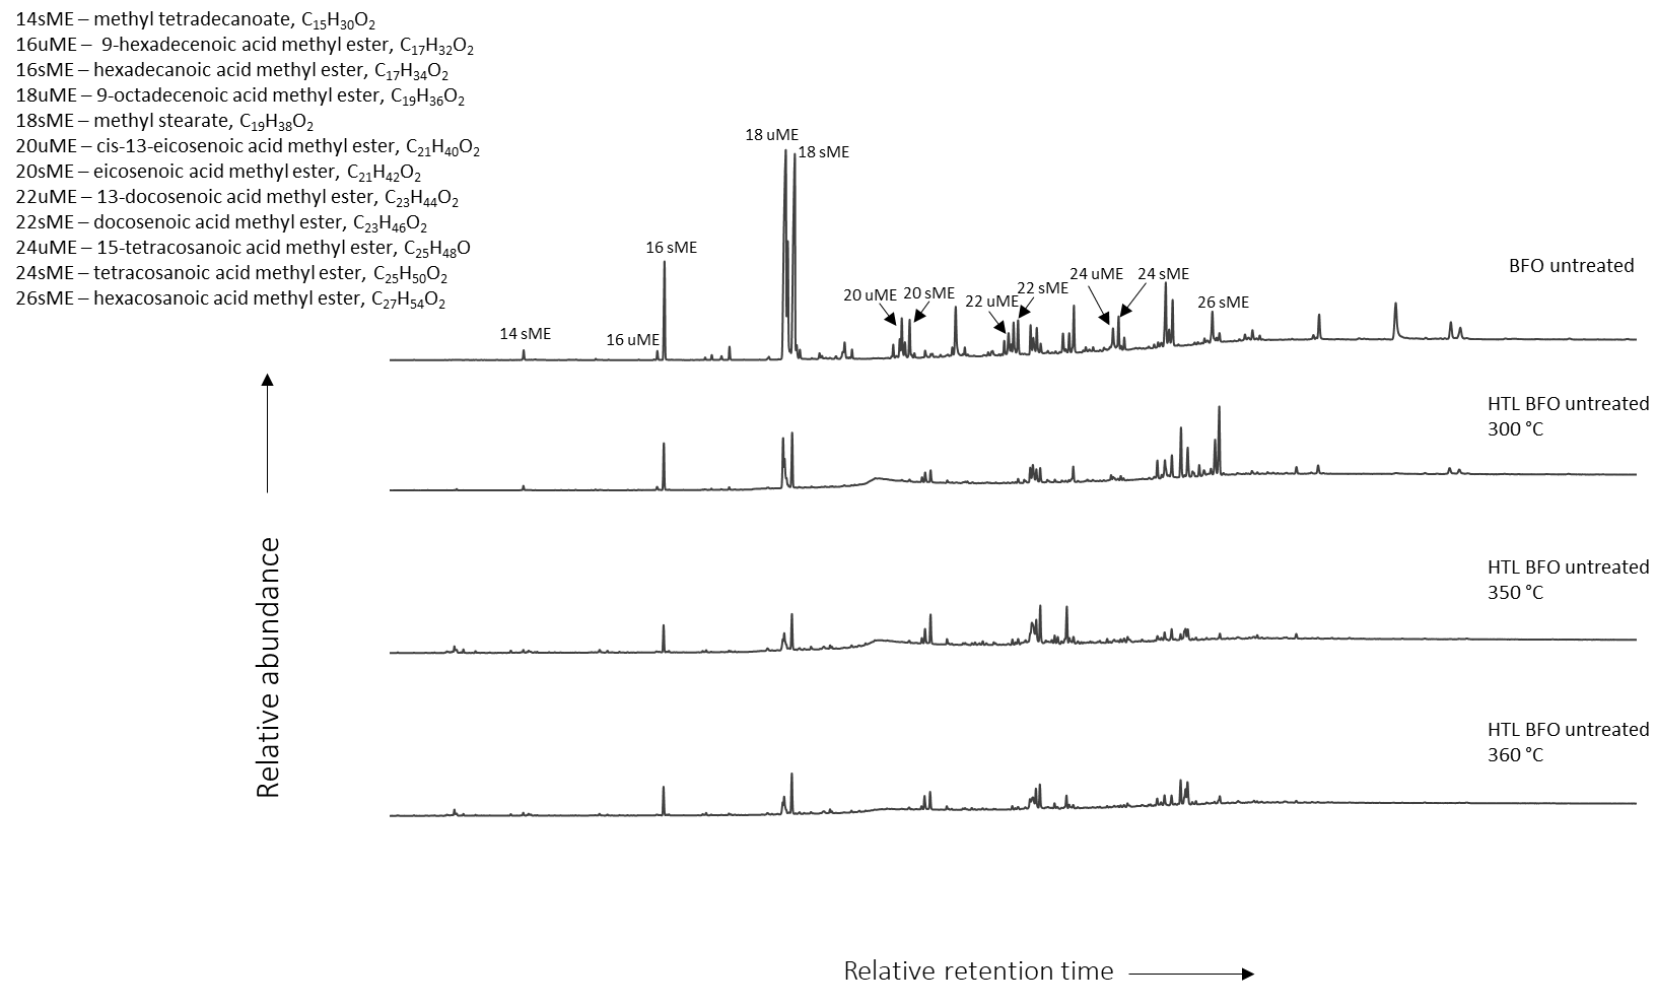 14sME – methyl tetradecanoate, C₁₅H₃₀O₂
16uME –  9-hexadecenoic acid methyl ester, C₁₇H₃₂O₂
16sME – hexadecanoic acid methyl ester, C₁₇H₃₄O₂
18uME – 9-octadecenoic acid methyl ester, C₁₉H₃₆O₂
18sME – methyl stearate, C₁₉H₃₈O₂
20uME – cis-13-eicosenoic acid methyl ester, C₂₁H₄₀O₂
20sME – eicosenoic acid methyl ester, C₂₁H₄₂O₂
22uME – 13-docosenoic acid methyl ester, C₂₃H₄₄O₂
22sME – docosenoic acid methyl ester, C₂₃H₄₆O₂
24uME – 15-tetracosanoic acid methyl ester, C₂₅H₄₈O
24sME – tetracosanoic acid methyl ester, C₂₅H₅₀O₂
26sME – hexacosanoic acid methyl ester, C₂₇H₅₄O₂
14 sME
16 uME
16 sME
18 uME
18 sME
20 uME
20 sME
22 uME
22 sME
24 uME
24 sME
26 sME
BFO untreated
HTL BFO untreated
300 °C
HTL BFO untreated
350 °C
HTL BFO untreated
360 °C
Relative abundance
Relative retention time